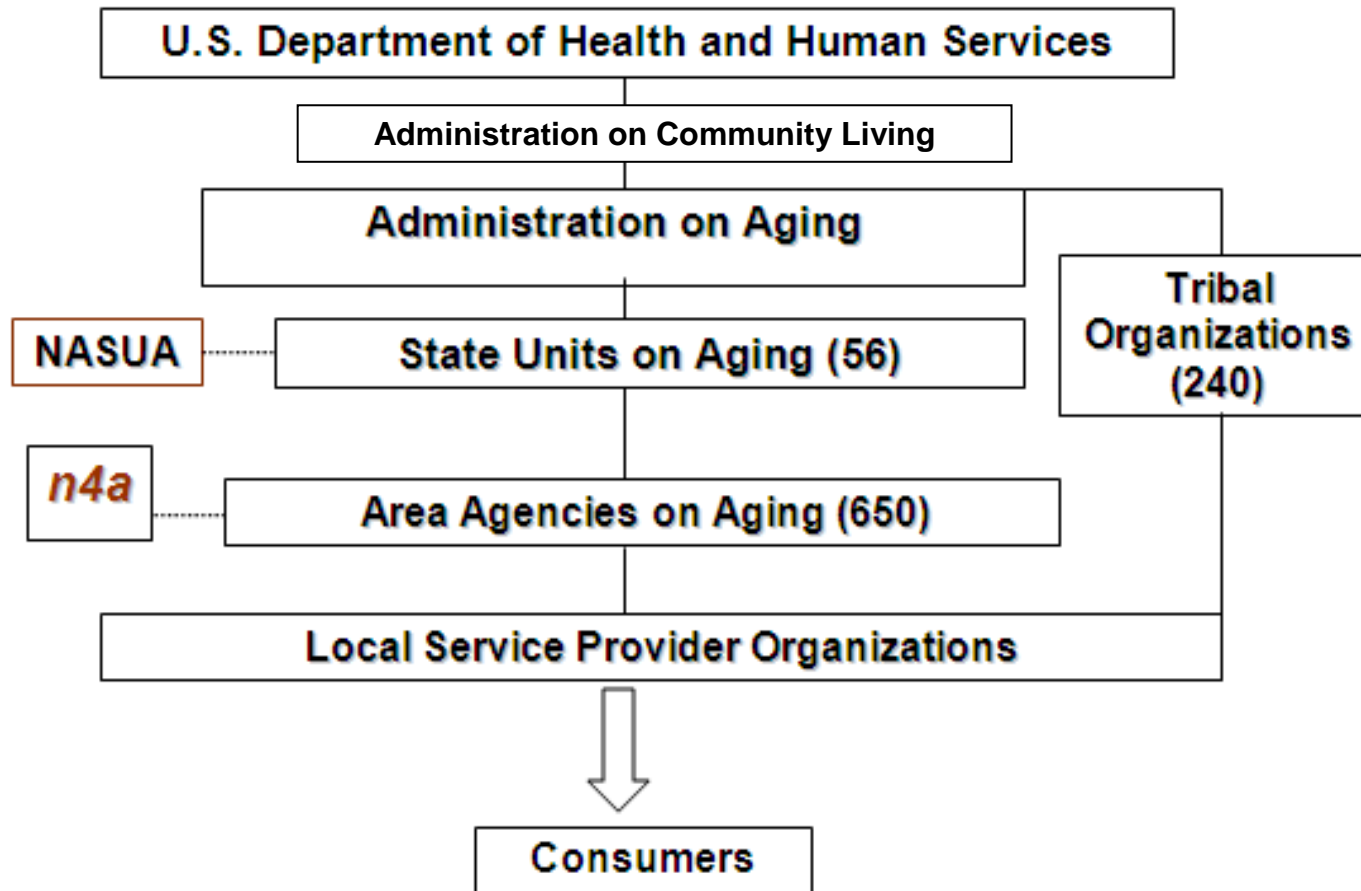 U.S. Department of Health and Human Services
Administration on Community Living
Administration on Aging
Tribal
Organizations
(240)
NASUA
State Units on Aging (56)
n4a
Area Agencies on Aging (650)
Local Service Provider Organizations
Consumers